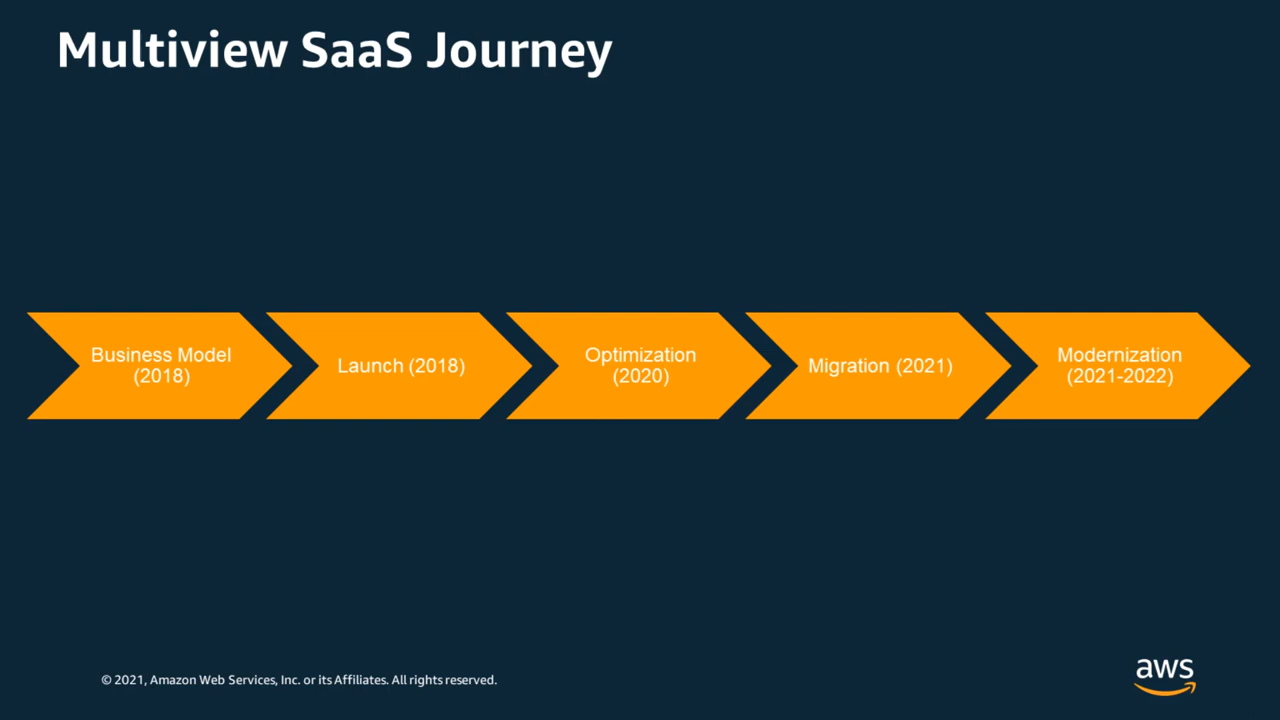 Multiview SaaS Journey
Business Model
(2018)
Launch (2018)
Optimization
(2020)
Migration (2021)
Modernization
(2021-2022)
© 2021, Amazon Web Services, Inc. or its Affiliates. All rights reserved.
aws